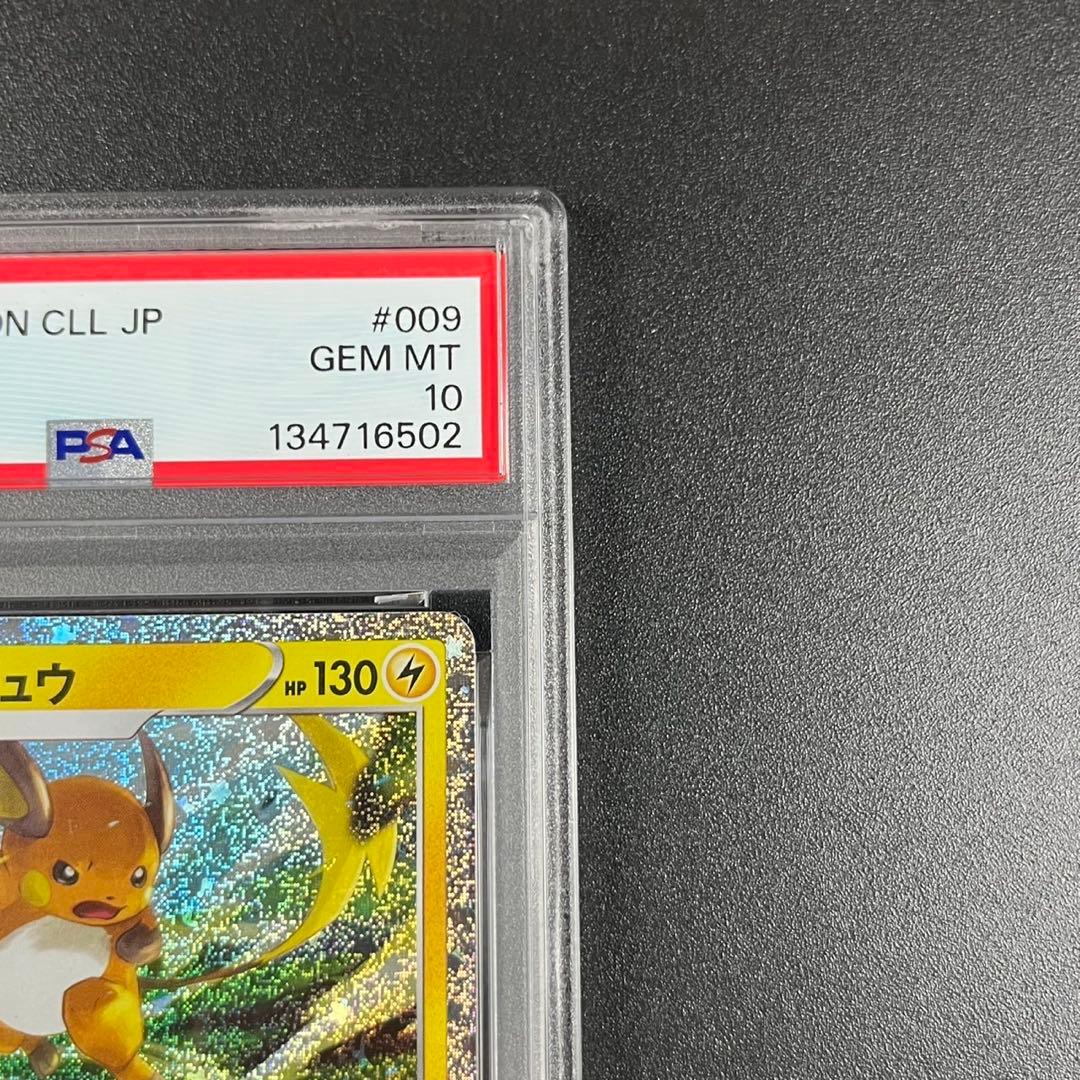 ON CLL JP #009
GEM MT
10
PSA 134716502
ュウ HP 130